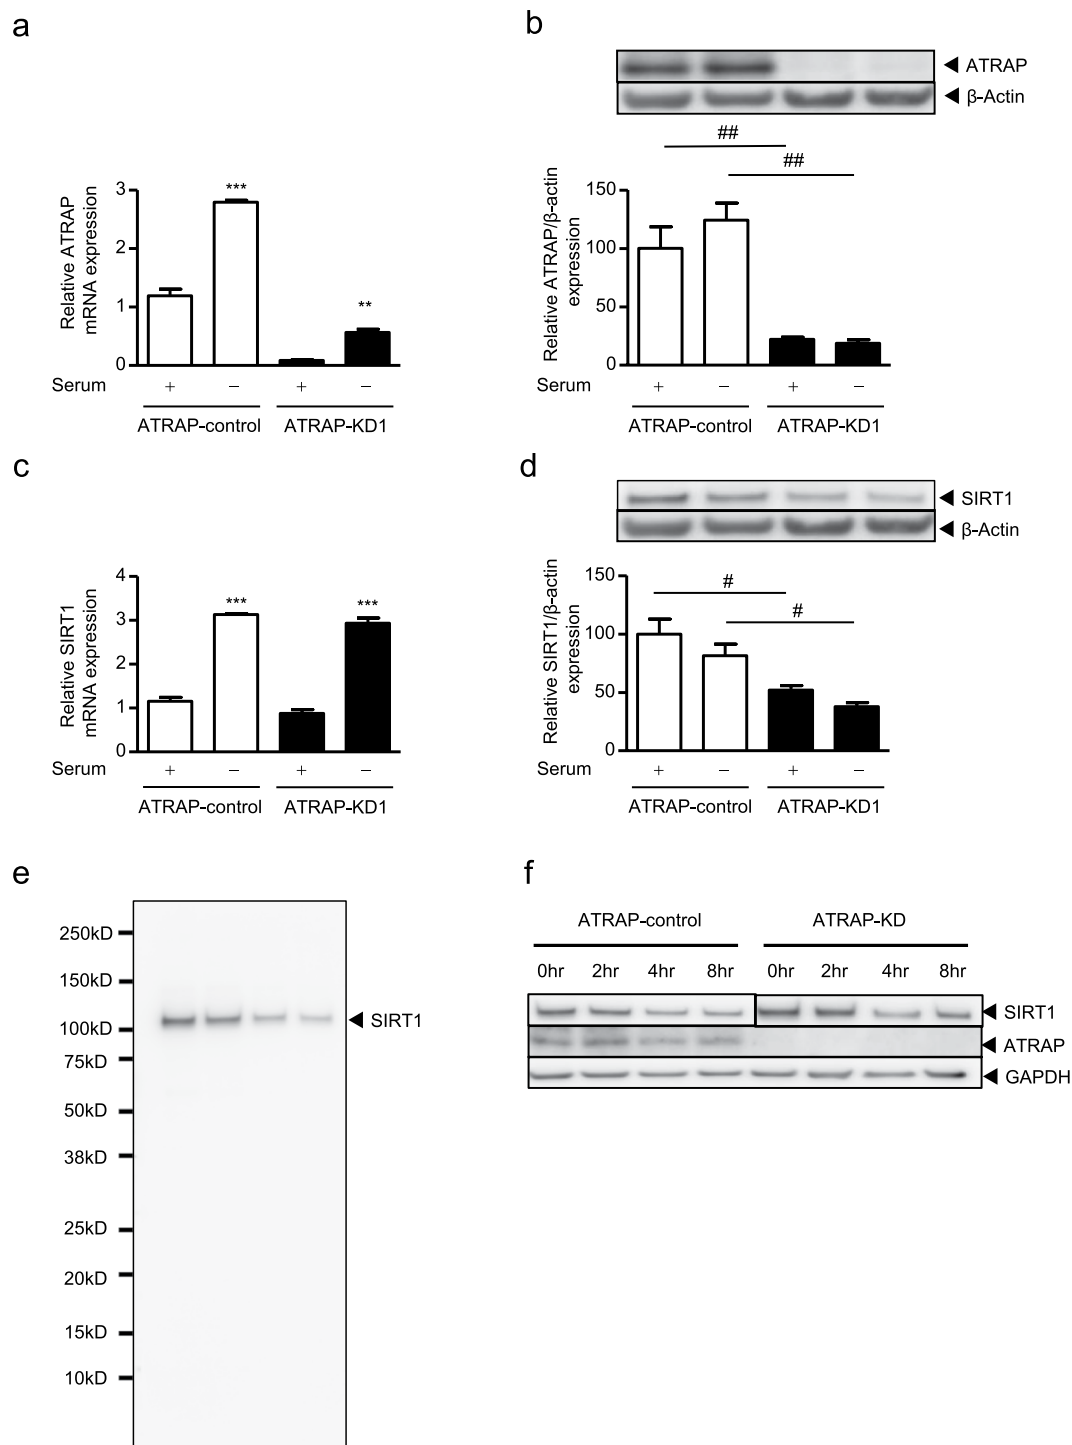 a
Relative ATRAP
mRNA expression
3
2
1
0
***
**
Serum
+
–
+
–
ATRAP-control
ATRAP-KD1
b
ATRAP
β-Actin
##
##
Relative ATRAP/β-actin
expression
150
100
50
0
Serum
+
–
+
–
ATRAP-control
ATRAP-KD1
c
Relative SIRT1
mRNA expression
4
3
2
1
0
***
***
Serum
+
–
+
–
ATRAP-control
ATRAP-KD1
d
SIRT1
β-Actin
#
#
Relative SIRT1/β-actin
expression
150
100
50
0
Serum
+
–
+
–
ATRAP-control
ATRAP-KD1
e
250kD
150kD
100kD
75kD
50kD
38kD
25kD
20kD
15kD
10kD
SIRT1
f
ATRAP-control
ATRAP-KD
0hr 2hr 4hr 8hr 0hr 2hr 4hr 8hr
SIRT1
ATRAP
GAPDH